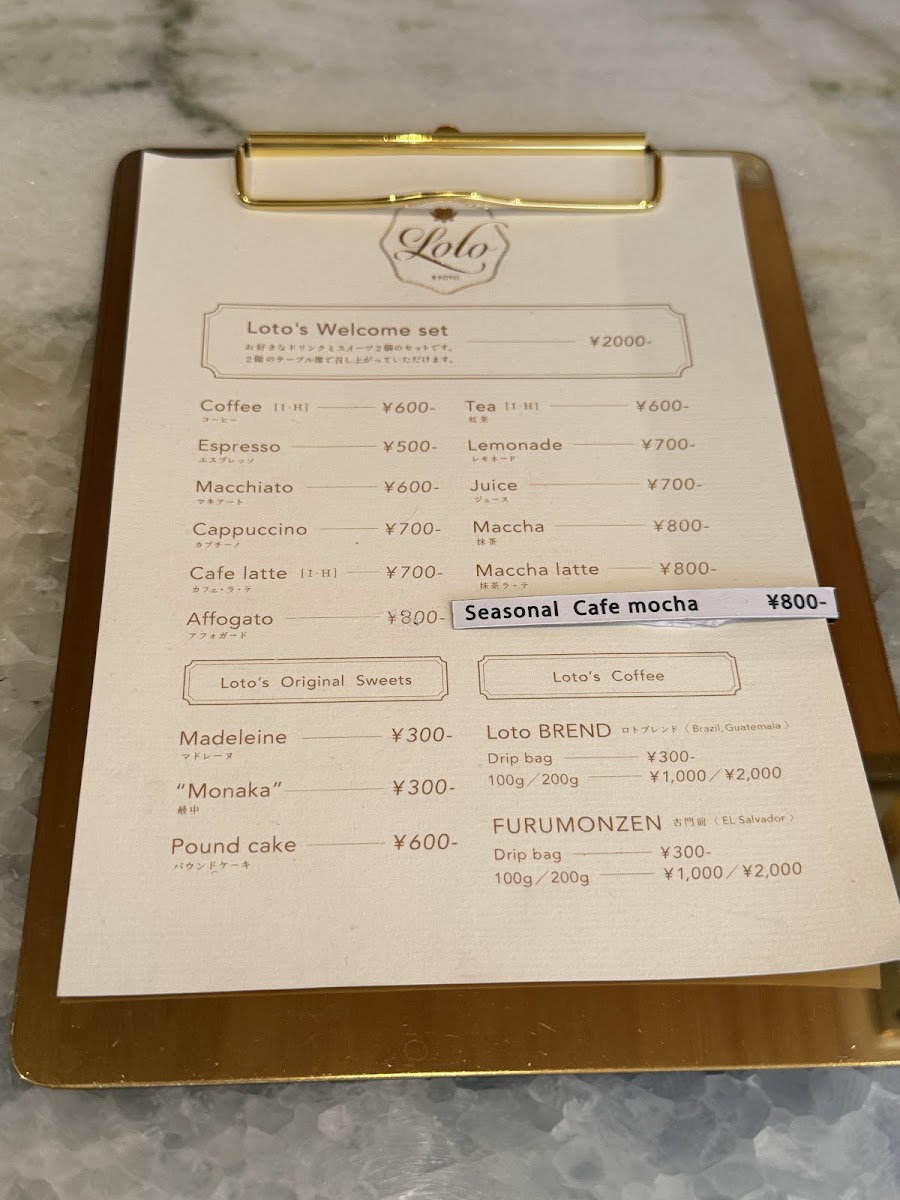 Loto
KYOTO
Loto's Welcome set
お好きなドリンクとスイーツ2個のセットです。
2階のテーブル席で召し上がっていただけます。
¥2000-
Coffee [I·H] ¥600-
コーヒー
Espresso ¥500-
エスプレッソ
Macchiato ¥600-
マキアート
Cappuccino ¥700-
カプチーノ
Cafe latte [I·H] ¥700-
カフェ・ラ・テ
Affogato ¥800-
アフォガード
Tea [I·H] ¥600-
紅茶
Lemonade ¥700-
レモネード
Juice ¥700-
ジュース
Maccha ¥800-
抹茶
Maccha latte ¥800-
抹茶ラ・テ
Seasonal Cafe mocha ¥800-
Loto's Original Sweets
Madeleine ¥300-
マドレーヌ
"Monaka" ¥300-
最中
Pound cake ¥600-
パウンドケーキ
Loto's Coffee
Loto BREND ロトブレンド〈Brazil,Guatemala〉
Drip bag ¥300-
100g/200g ¥1,000/¥2,000
FURUMONZEN 古門前〈EL Salvador〉
Drip bag ¥300-
100g/200g ¥1,000/¥2,000